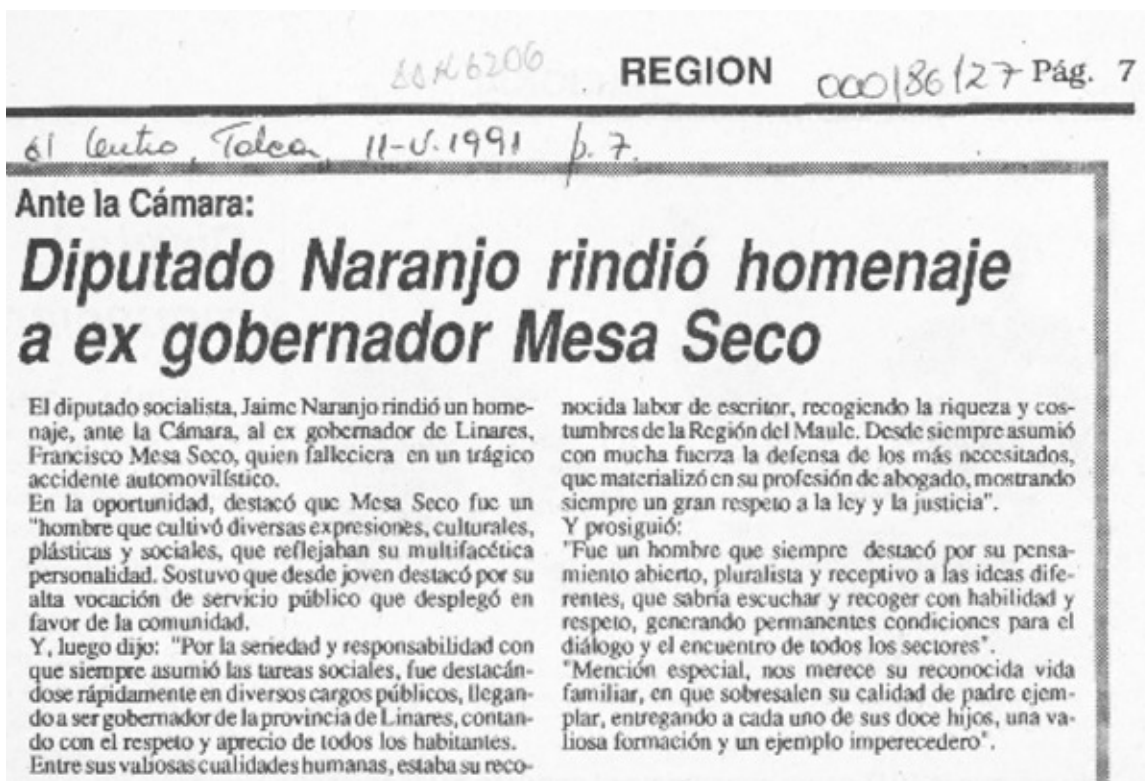 REGION
000186127 Pág. 7
El Centro, Talca, 11-V.1991 p. 7.
Ante la Cámara:
Diputado Naranjo rindió homenaje
a ex gobernador Mesa Seco
El diputado socialista, Jaime Naranjo rindió un home-
naje, ante la Cámara, al ex gobernador de Linares,
Francisco Mesa Seco, quien falleciera en un trágico
accidente automovilístico.
En la oportunidad, destacó que Mesa Seco fue un
"hombre que cultivó diversas expresiones, culturales,
plásticas y sociales, que reflejaban su multifacética
personalidad. Sostuvo que desde joven destacó por su
alta vocación de servicio público que desplegó en
favor de la comunidad.
Y, luego dijo: "Por la seriedad y responsabilidad con
que siempre asumió las tareas sociales, fue destacán-
dose rápidamente en diversos cargos públicos, llegan-
do a ser gobernador de la provincia de Linares, contan-
do con el respeto y aprecio de todos los habitantes.
Entre sus valiosas cualidades humanas, estaba su reco-
nocida labor de escritor, recogiendo la riqueza y cos-
tumbres de la Región del Maule. Desde siempre asumió
con mucha fuerza la defensa de los más necesitados,
que materializó en su profesión de abogado, mostrando
siempre un gran respeto a la ley y la justicia".
Y prosiguió:
"Fue un hombre que siempre destacó por su pensa-
miento abierto, pluralista y receptivo a las ideas dife-
rentes, que sabría escuchar y recoger con habilidad y
respeto, generando permanentes condiciones para el
diálogo y el encuentro de todos los sectores".
"Mención especial, nos merece su reconocida vida
familiar, en que sobresalen su calidad de padre ejem-
plar, entregando a cada uno de sus doce hijos, una va-
liosa formación y un ejemplo imperecedero".